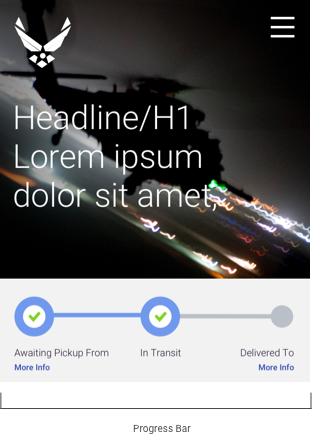 Headline/H1
Lorem ipsum
dolor sit amet,
Awaiting Pickup From
In Transit
Delivered To
More Info
More Info
Progress Bar